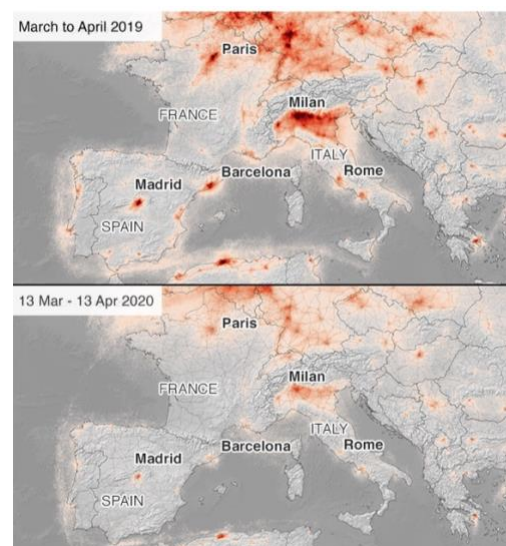 March to April 2019
Paris
Milan
FRANCE
ITALY
Barcelona
Rome
Madrid
SPAIN
13 Mar - 13 Apr 2020
Paris
Milan
FRANCE
ITALY
Barcelona
Rome
Madrid
SPAIN